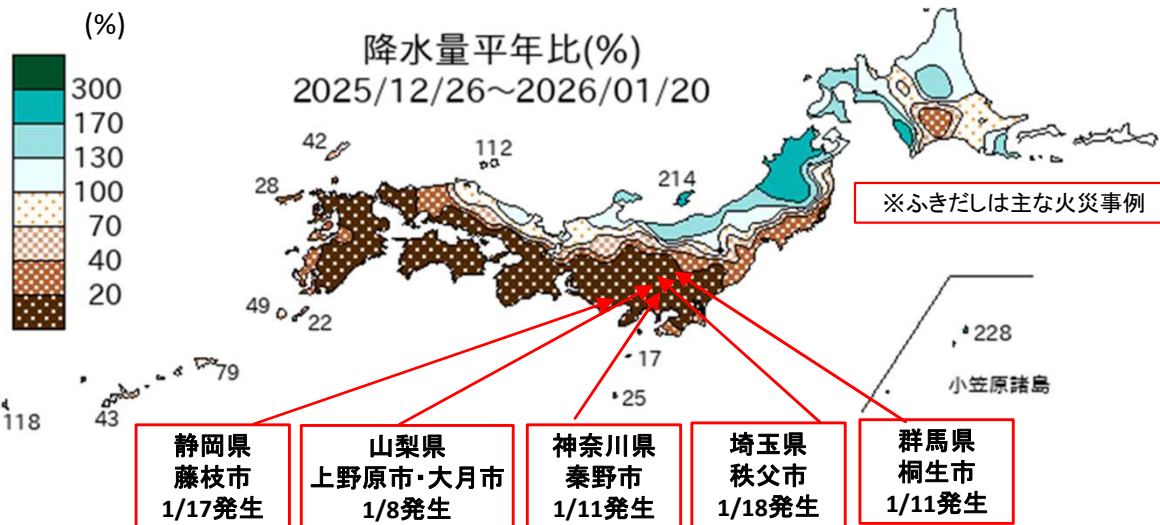 (%)
降水量平年比(%)
2025/12/26～2026/01/20
300
170
130
100
70
40
20
42
112
28
214
※ふきだしは主な火災事例
49
22
17
25
228
小笠原諸島
79
43
118
静岡県
藤枝市
1/17発生
山梨県
上野原市・大月市
1/8発生
神奈川県
秦野市
1/11発生
埼玉県
秩父市
1/18発生
群馬県
桐生市
1/11発生